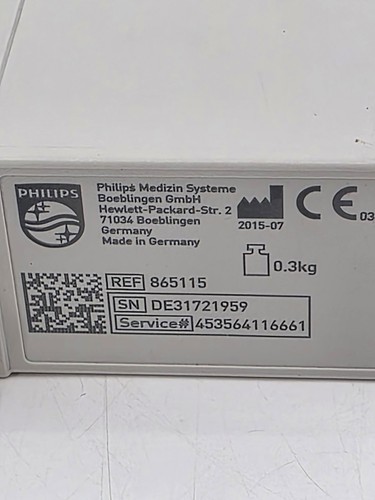 PHILIPS
Philips Medizin Systeme
Boeblingen GmbH
Hewlett-Packard-Str. 2
71034 Boeblingen
Germany
Made in Germany
2015-07
CE
0.3kg
REF 865115
SN DE31721959
Service# 453564116661